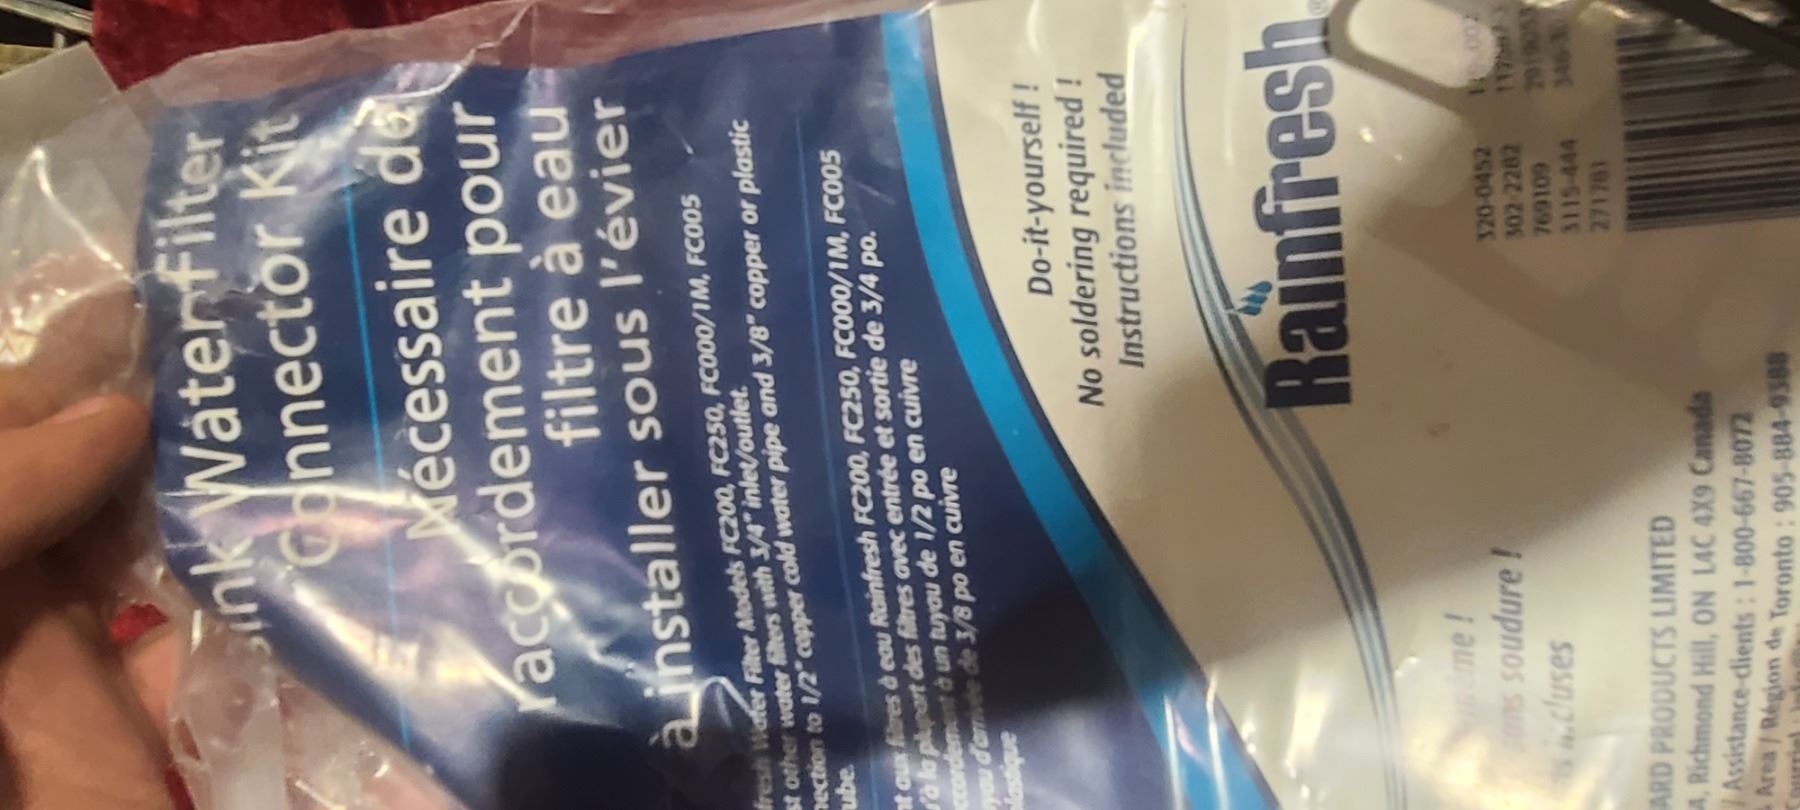 Water Filter
Connector Kit
Nécessaire de
raccordement pour
filtre à eau
à installer sous l'évier
Water Filter Models FC200, FC250, FC000/1M, FC005
other water filters with 3/4" inlet/outlet.
to 1/2" copper cold water pipe and 3/8" copper or plastic
aux filtres à eau Rainfresh FC200, FC250, FC000/1M, FC005
à la plupart des filtres avec entrée et sortie de 3/4 po.
à un tuyau de 1/2 po en cuivre
de 3/8 po en cuivre
Do-it-yourself !
No soldering required !
Instructions included
Rainfresh
soudure !
320-0452
302-2282
769109
3115-444
271781
PRODUCTS LIMITED
Richmond Hill, ON L4C 4X9 Canada
Assistance-clients : 1-800-667-8072
Area / Région de Toronto : 905-884-9388